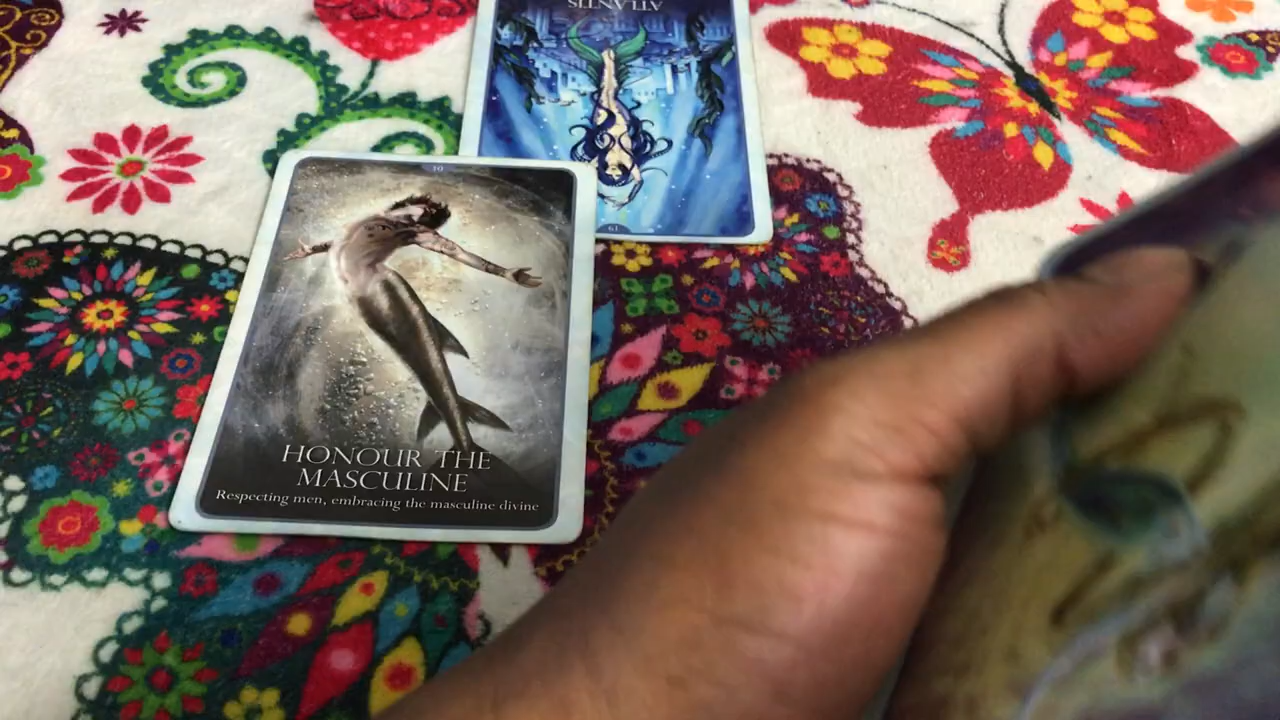 ATLANTIS
61
30
HONOUR THE
MASCULINE
Respecting men, embracing the masculine divine